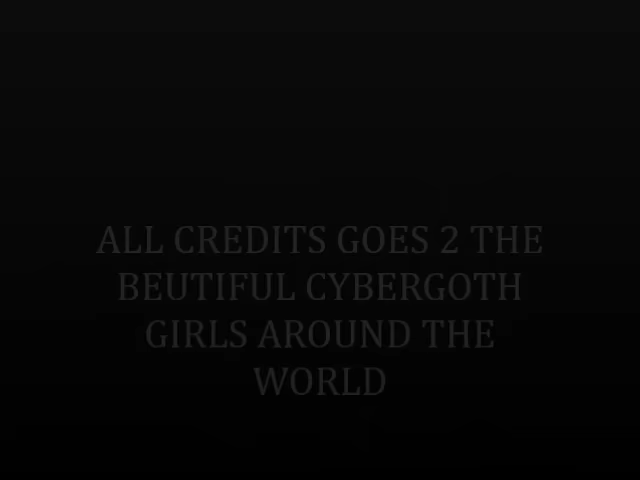 ALL CREDITS GOES 2 THE
BEUTIFUL CYBERGOTH
GIRLS AROUND THE
WORLD